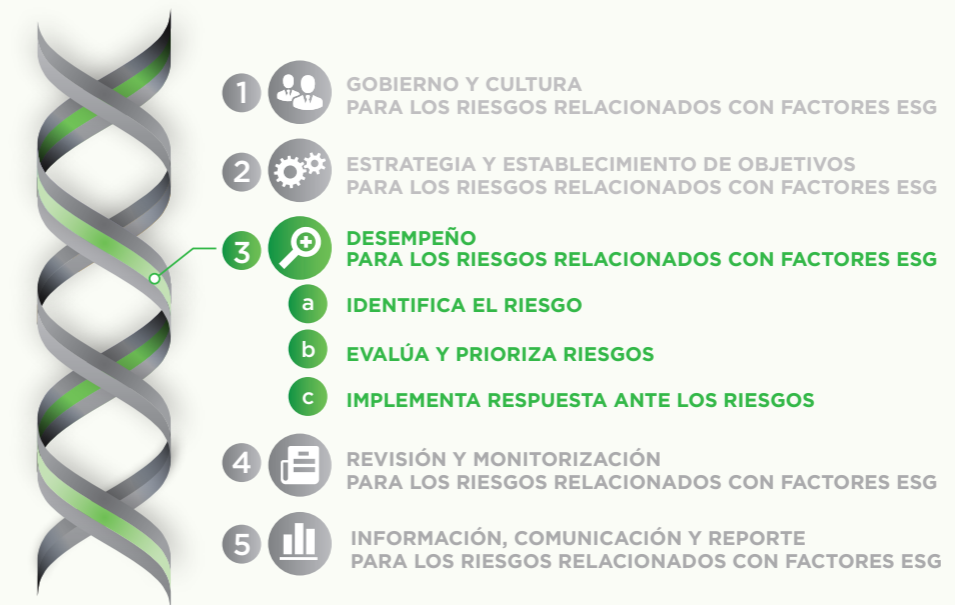 1 GOBIERNO Y CULTURA
PARA LOS RIESGOS RELACIONADOS CON FACTORES ESG
2 ESTRATEGIA Y ESTABLECIMIENTO DE OBJETIVOS
PARA LOS RIESGOS RELACIONADOS CON FACTORES ESG
3 DESEMPEÑO
PARA LOS RIESGOS RELACIONADOS CON FACTORES ESG
a IDENTIFICA EL RIESGO
b EVALÚA Y PRIORIZA RIESGOS
c IMPLEMENTA RESPUESTA ANTE LOS RIESGOS
4 REVISIÓN Y MONITORIZACIÓN
PARA LOS RIESGOS RELACIONADOS CON FACTORES ESG
5 INFORMACIÓN, COMUNICACIÓN Y REPORTE
PARA LOS RIESGOS RELACIONADOS CON FACTORES ESG